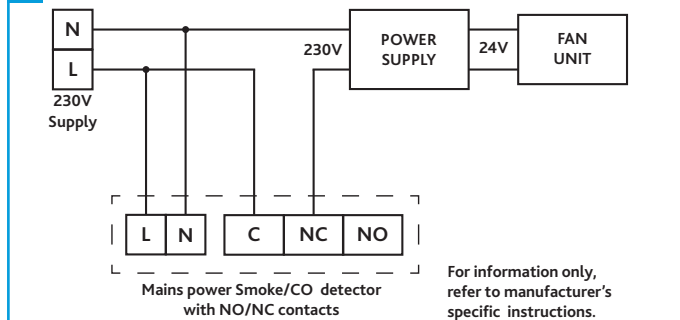 N
L
230V
Supply
230V
POWER
SUPPLY
24V
FAN
UNIT
L
N
C
NC
NO
Mains power Smoke/CO detector
with NO/NC contacts
For information only,
refer to manufacturer's
specific instructions.